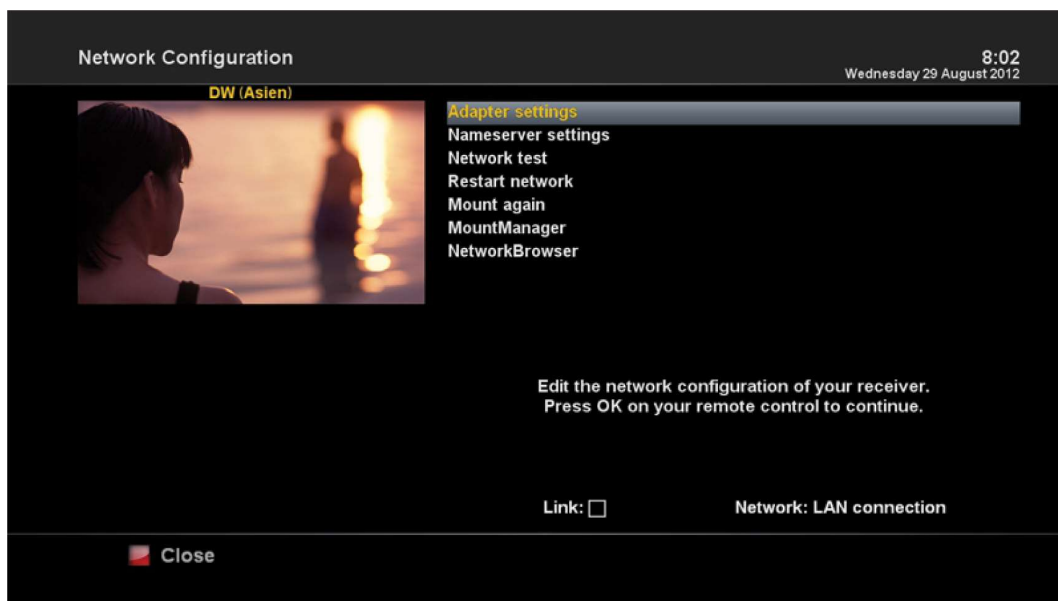 Network Configuration
8:02
Wednesday 29 August 2012
DW (Asien)
Adapter settings
Nameserver settings
Network test
Restart network
Mount again
MountManager
NetworkBrowser
Edit the network configuration of your receiver.
Press OK on your remote control to continue.
Link:
Network: LAN connection
Close